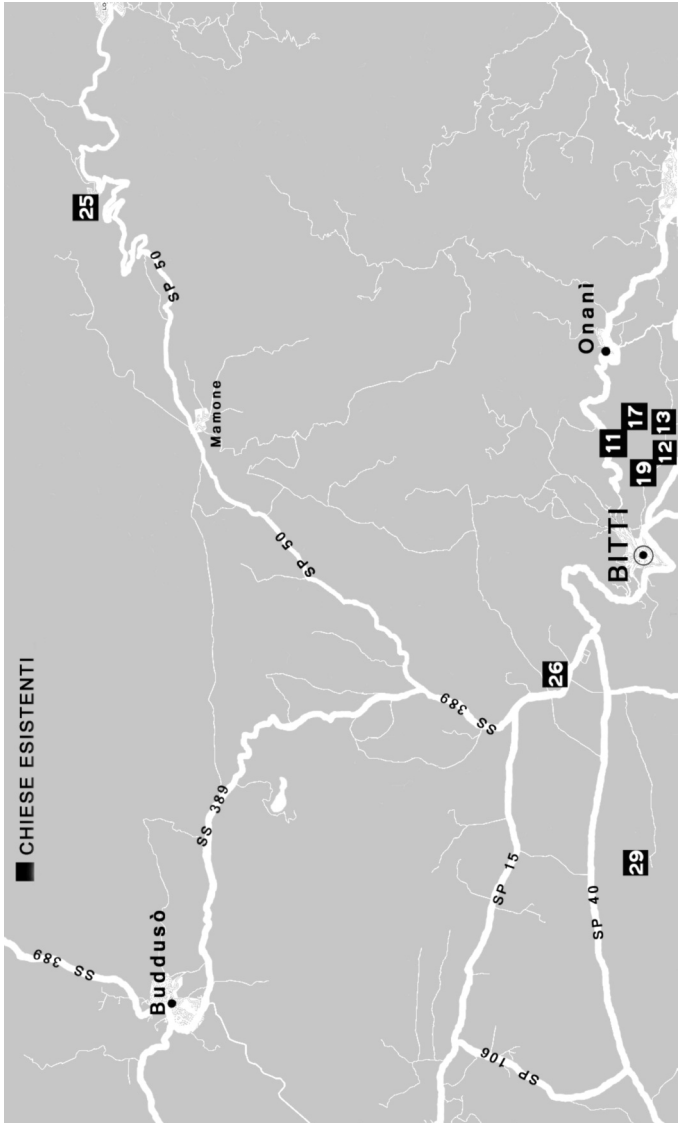 CHIESE ESISTENTI
SS 389
25
Buddusò
SP 50
SS 389
Mamone
SP 50
SS 389
SP 15
SP 106
26
Onanì
SP 40
BITTI
11
17
29
19
12
13